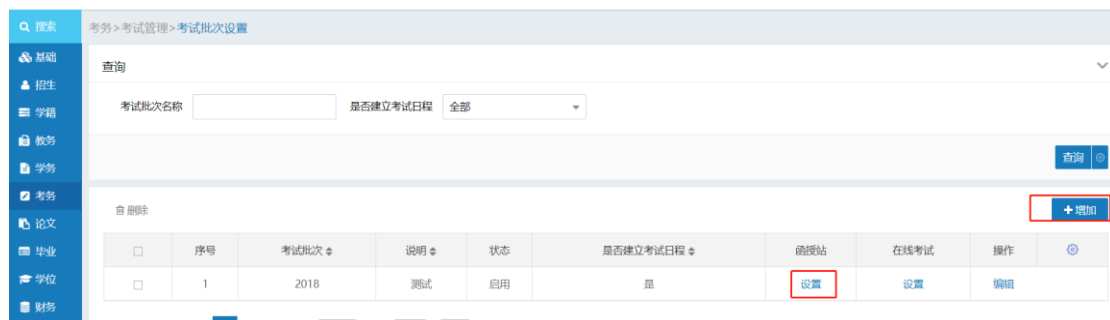 搜索
考务>考试管理>考试批次设置
基础
招生
学籍
教务
学务
考务
论文
毕业
学位
财务
查询
考试批次名称 是否建立考试日程 全部
查询
删除 +增加
序号 考试批次 说明 状态 是否建立考试日程 函授站 在线考试 操作
1 2018 测试 启用 是 设置 设置 编辑